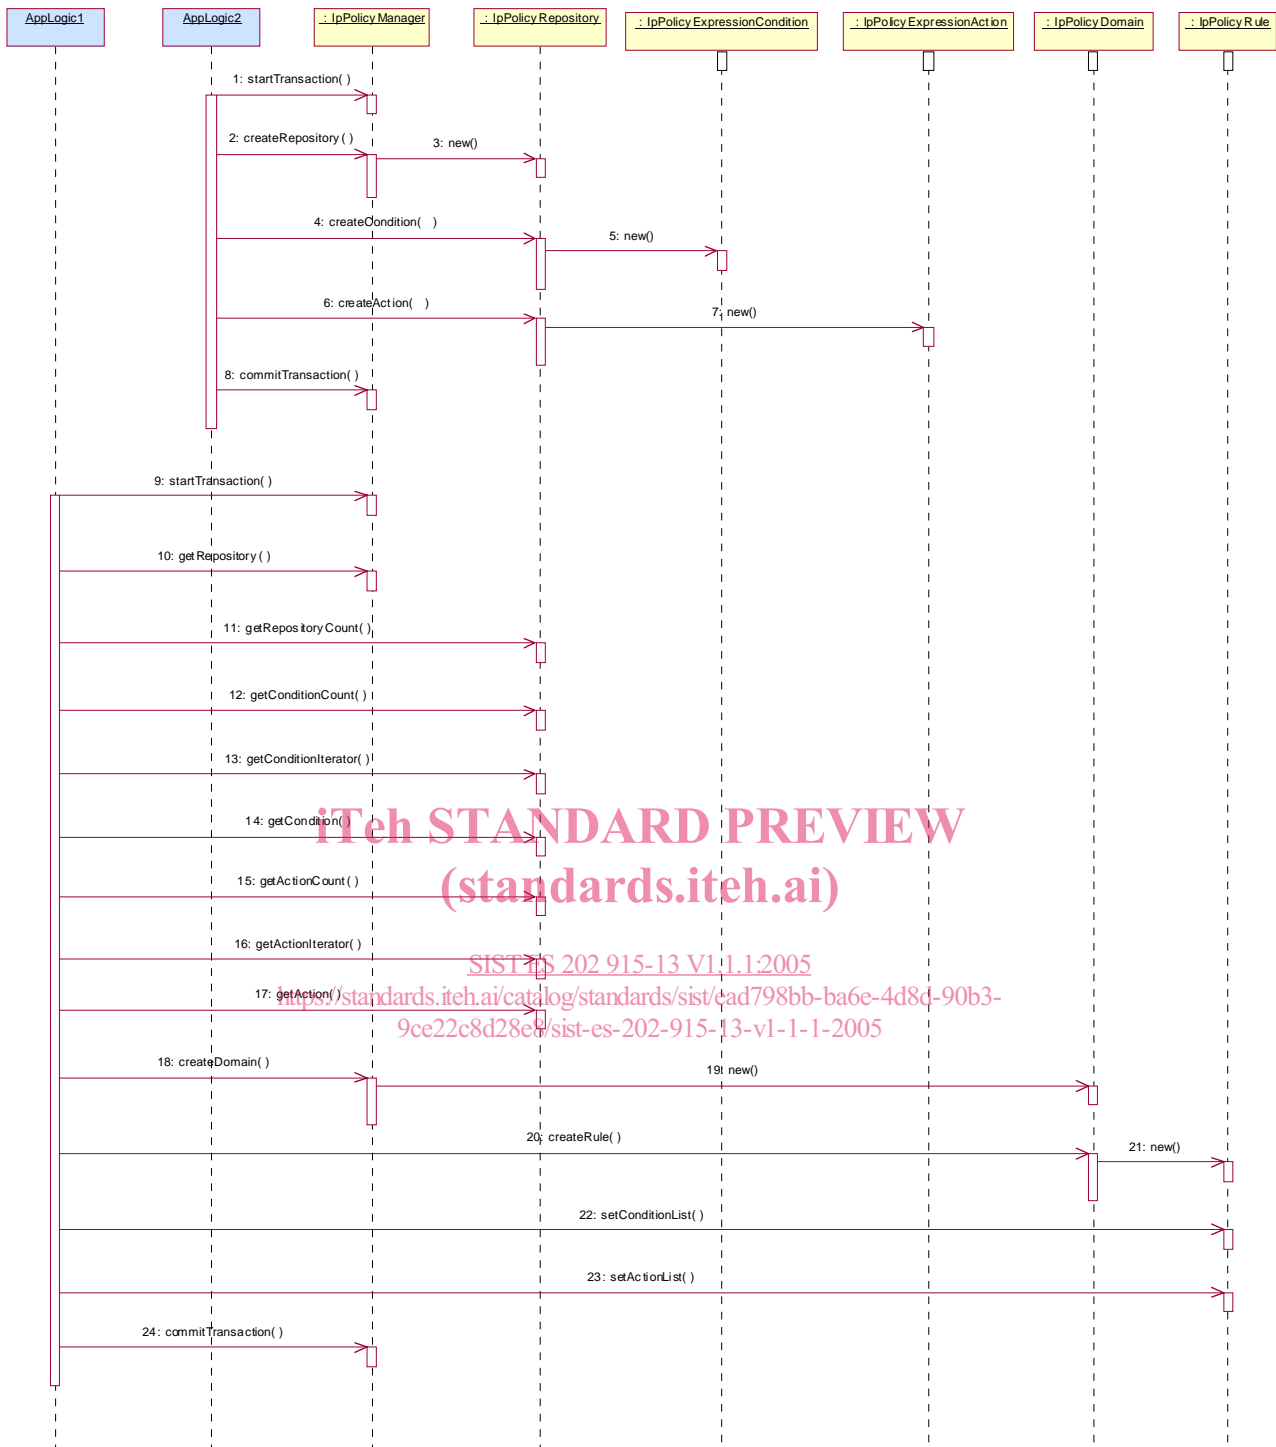 AppLogic1
AppLogic2
: IpPolicy Manager
: IpPolicy Repository
: IpPolicy ExpressionCondition
: IpPolicy ExpressionAction
: IpPolicy Domain
: IpPolicy Rule
1: startTransaction( )
2: createRepository ( )
3: new()
4: createCondition(   )
5: new()
6: createAction(   )
7: new()
8: commitTransaction( )
9: startTransaction( )
10: getRepository ( )
11: getRepository Count( )
12: getConditionCount( )
13: getConditionIterator( )
14: getCondition( )
iTeh STANDARD PREVIEW
15: getActionCount( )
(standards.iteh.ai)
16: getActionIterator( )
SIST ES 202 915-13 V1.1.1:2005
17: getAction( )
https://standards.iteh.ai/catalog/standards/sist/ead798bb-ba6e-4d8d-90b3-
9ce22c8d28e8/sist-es-202-915-13-v1-1-1-2005
18: createDomain( )
19: new()
20: createRule( )
21: new()
22: setConditionList( )
23: setActionList( )
24: commitTransaction( )